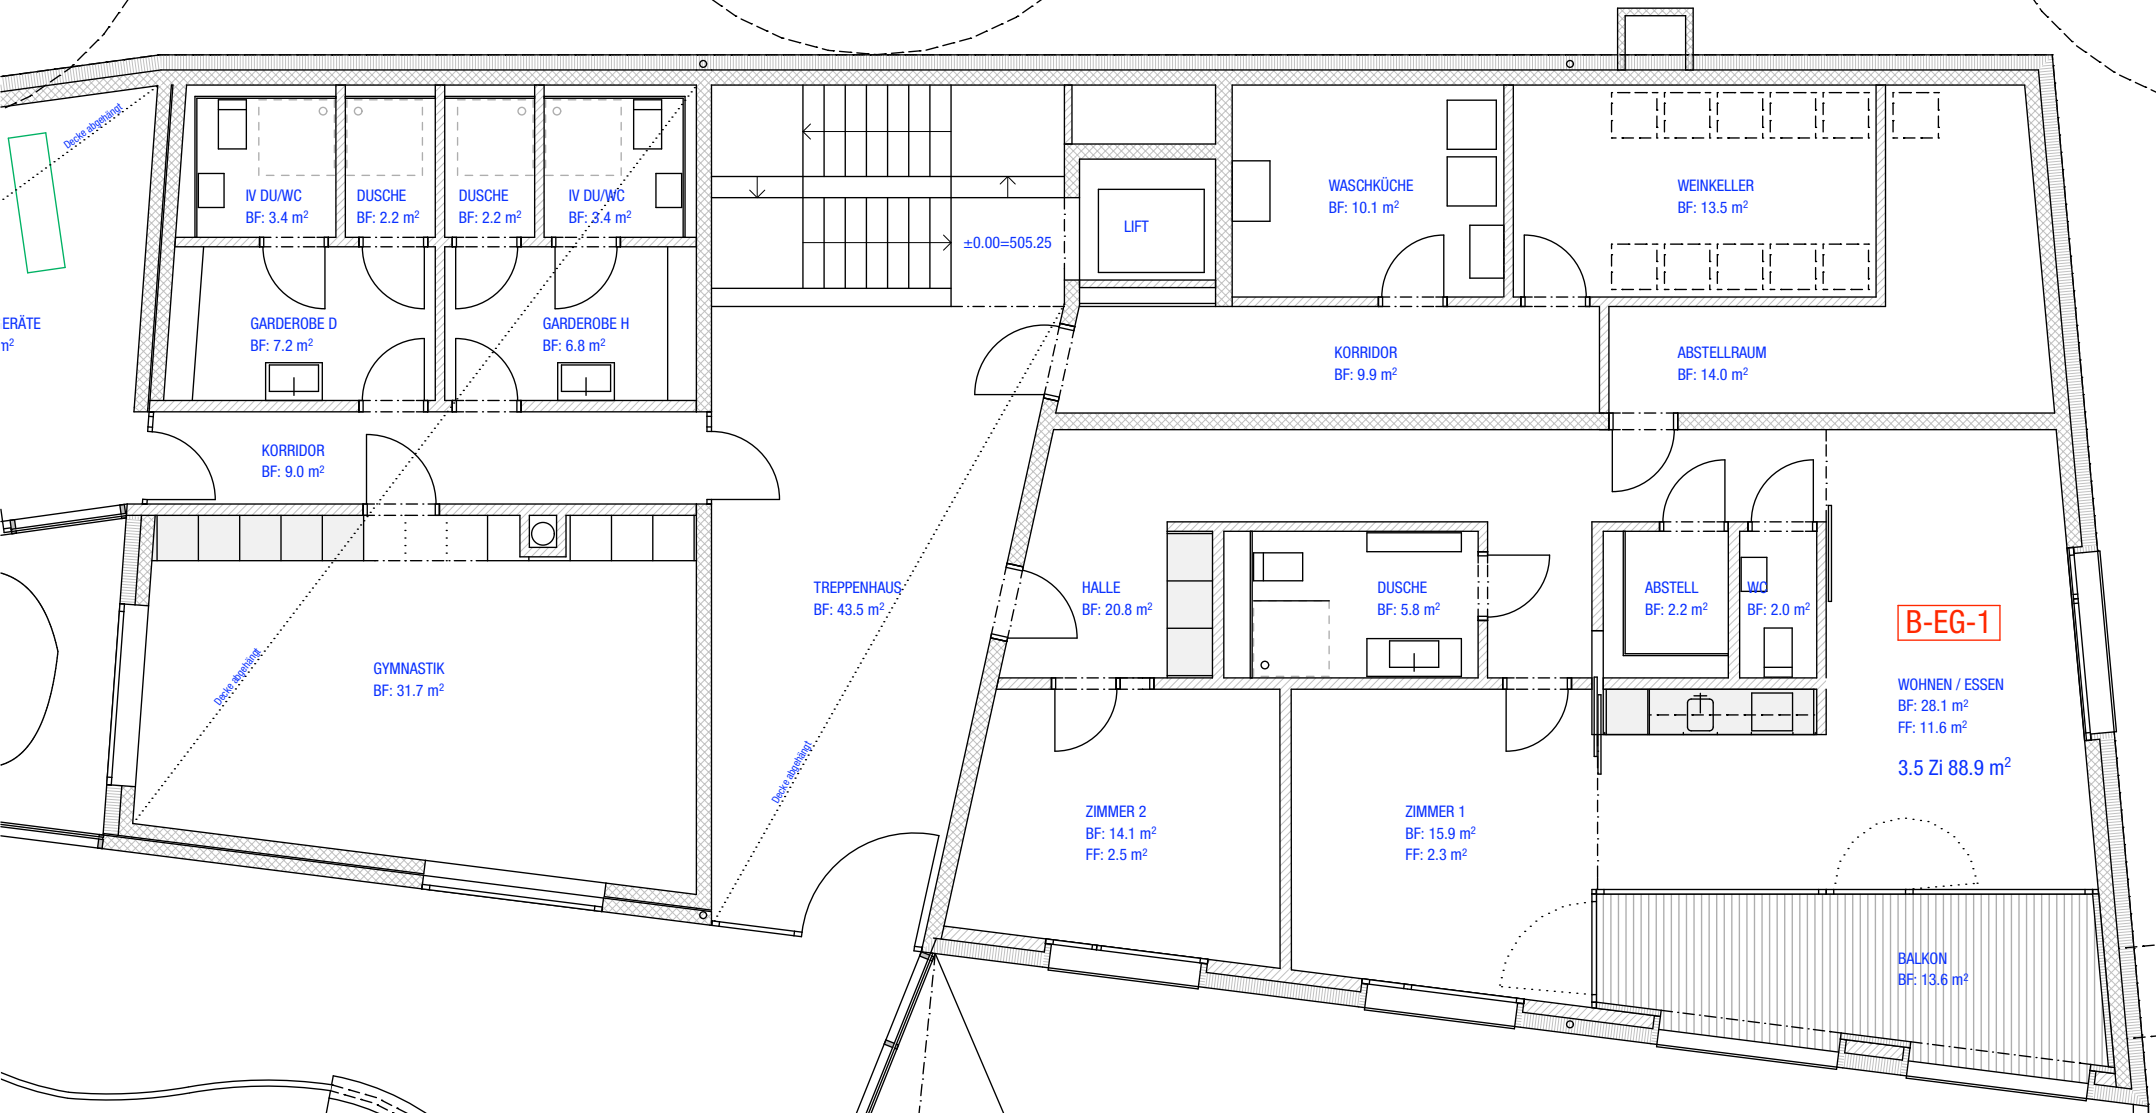 Decke abgehängt
IV DU/WC
BF: 3.4 m²
DUSCHE
BF: 2.2 m²
DUSCHE
BF: 2.2 m²
IV DU/WC
BF: 3.4 m²
±0.00=505.25
LIFT
WASCHKÜCHE
BF: 10.1 m²
WEINKELLER
BF: 13.5 m²
ERÄTE
m²
GARDEROBE D
BF: 7.2 m²
GARDEROBE H
BF: 6.8 m²
KORRIDOR
BF: 9.9 m²
ABSTELLRAUM
BF: 14.0 m²
KORRIDOR
BF: 9.0 m²
TREPPENHAUS
BF: 43.5 m²
HALLE
BF: 20.8 m²
DUSCHE
BF: 5.8 m²
ABSTELL
BF: 2.2 m²
WC
BF: 2.0 m²
B-EG-1
GYMNASTIK
BF: 31.7 m²
Decke abgehängt
WOHNEN / ESSEN
BF: 28.1 m²
FF: 11.6 m²
3.5 Zi 88.9 m²
Decke abgehängt
ZIMMER 2
BF: 14.1 m²
FF: 2.5 m²
ZIMMER 1
BF: 15.9 m²
FF: 2.3 m²
BALKON
BF: 13.6 m²